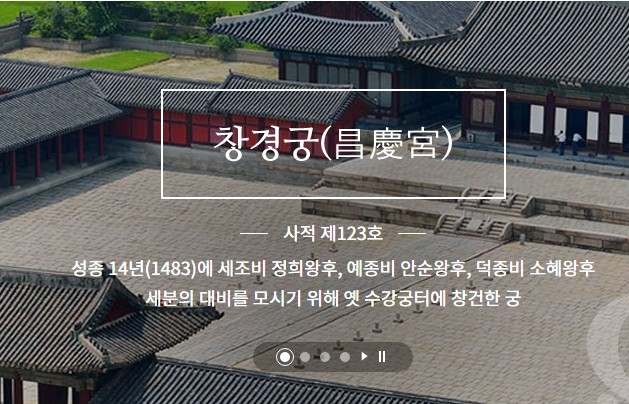 창경궁(昌慶宮)
사적 제123호
성종 14년(1483)에 세조비 정희왕후, 예종비 안순왕후, 덕종비 소혜왕후
세분의 대비를 모시기 위해 옛 수강궁터에 창건한 궁